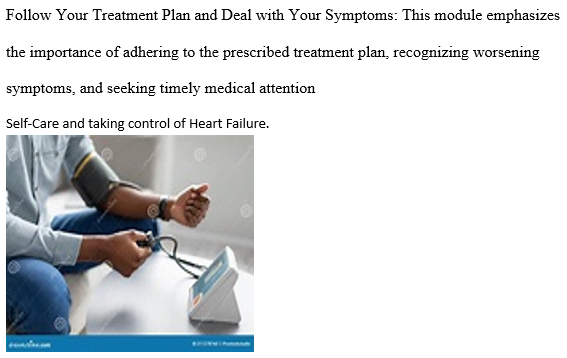 Follow Your Treatment Plan and Deal with Your Symptoms: This module emphasizes
the importance of adhering to the prescribed treatment plan, recognizing worsening
symptoms, and seeking timely medical attention
Self-Care and taking control of Heart Failure.